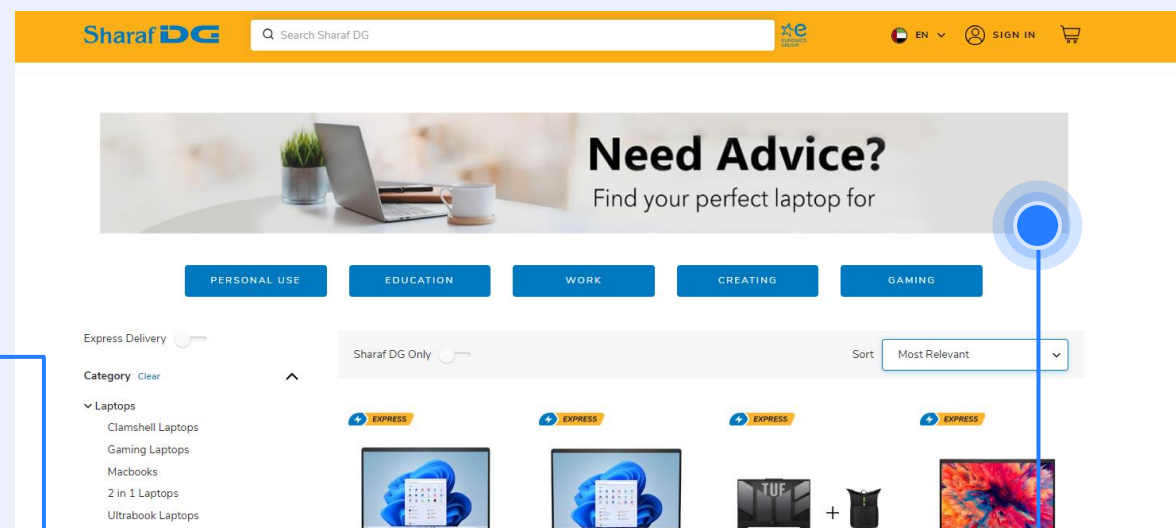 Sharaf DG
Search Sharaf DG
EURONICS
GROUP
EN
SIGN IN
Need Advice?
Find your perfect laptop for
PERSONAL USE
EDUCATION
WORK
CREATING
GAMING
Express Delivery
Sharaf DG Only
Sort
Most Relevant
Category Clear
Laptops
Clamshell Laptops
Gaming Laptops
Macbooks
2 in 1 Laptops
Ultrabook Laptops
EXPRESS
EXPRESS
EXPRESS
EXPRESS
TUF
+